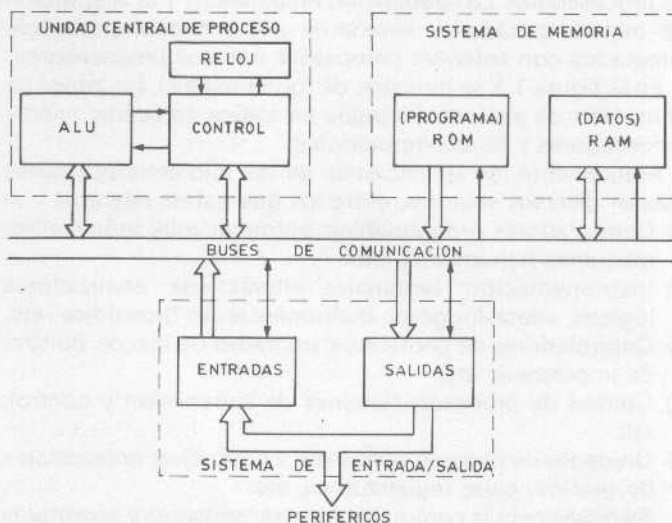 UNIDAD CENTRAL DE PROCESO
RELOJ
ALU
CONTROL
SISTEMA DE MEMORIA
(PROGRAMA)
ROM
(DATOS)
RAM
BUSES DE COMUNICACION
ENTRADAS
SALIDAS
SISTEMA DE ENTRADA/SALIDA
PERIFERICOS